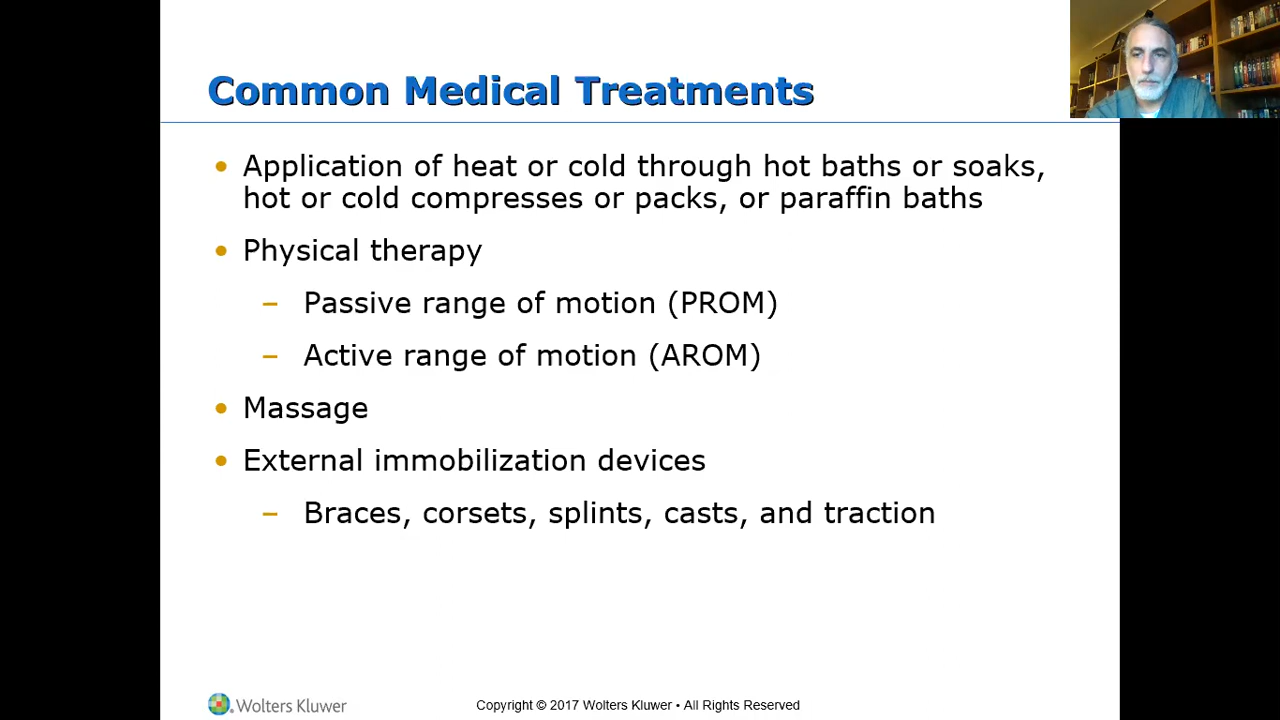 Common Medical Treatments
• Application of heat or cold through hot baths or soaks,
hot or cold compresses or packs, or paraffin baths
• Physical therapy
– Passive range of motion (PROM)
– Active range of motion (AROM)
• Massage
• External immobilization devices
– Braces, corsets, splints, casts, and traction
Wolters Kluwer
Copyright © 2017 Wolters Kluwer • All Rights Reserved